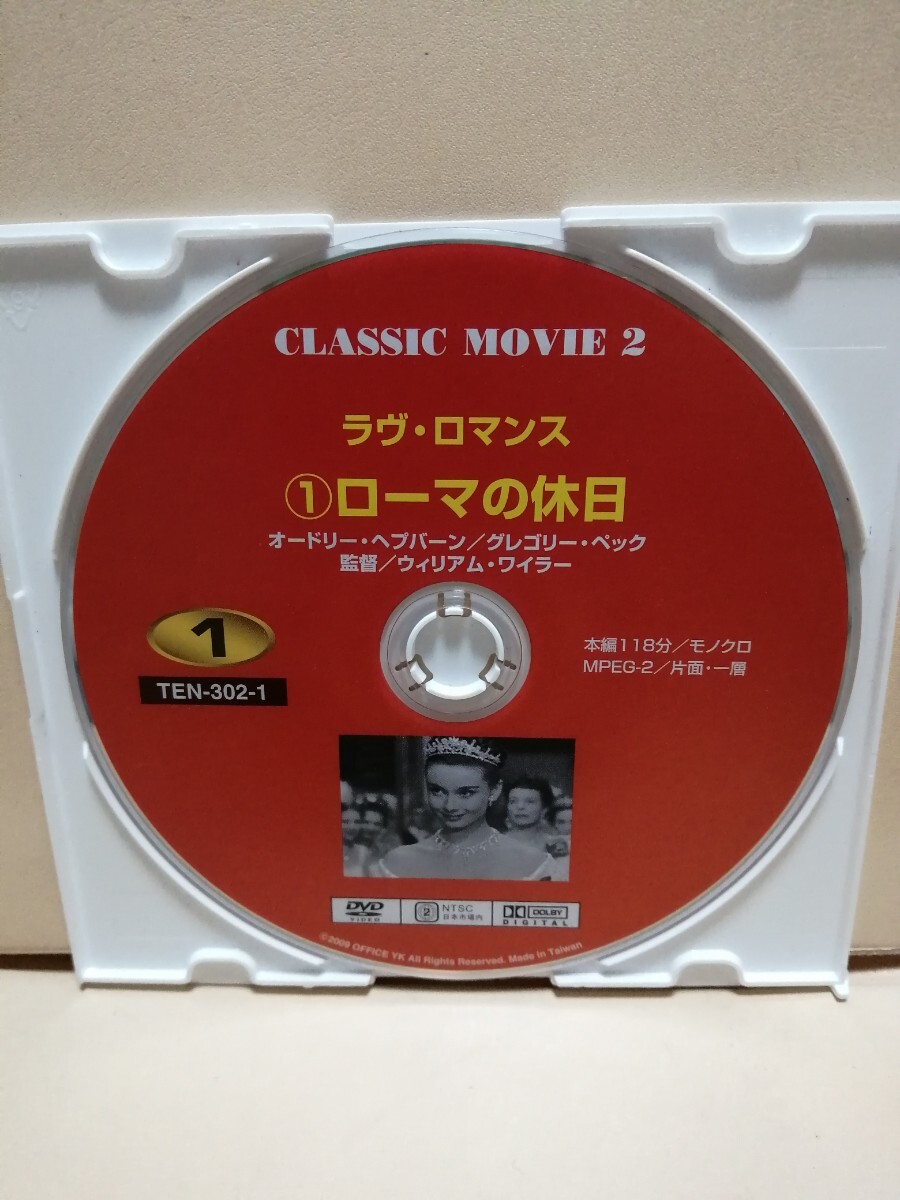 CLASSIC MOVIE 2
ラヴ・ロマンス
①ローマの休日
オードリー・ヘプバーン／グレゴリー・ペック
監督／ウィリアム・ワイラー
1
TEN-302-1
本編118分／モノクロ
MPEG-2／片面・一層
DVD
VIDEO
2
NTSC
日本市場内
DOLBY
DIGITAL
©2009 OFFICE YK All Rights Reserved. Made in Taiwan